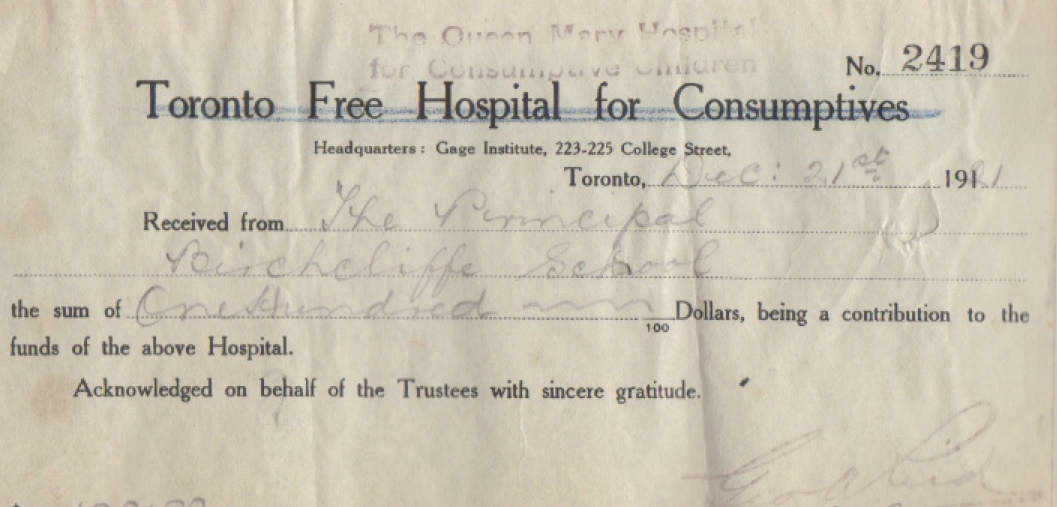 The Queen Mary Hospital
for Consumptive Children
No. 2419
Toronto Free Hospital for Consumptives
Headquarters: Gage Institute, 223-225 College Street,
Toronto, Dec: 21st 1921
Received from The Principal
Birchcliffe School
the sum of One hundred 100 Dollars, being a contribution to the
funds of the above Hospital.
Acknowledged on behalf of the Trustees with sincere gratitude.